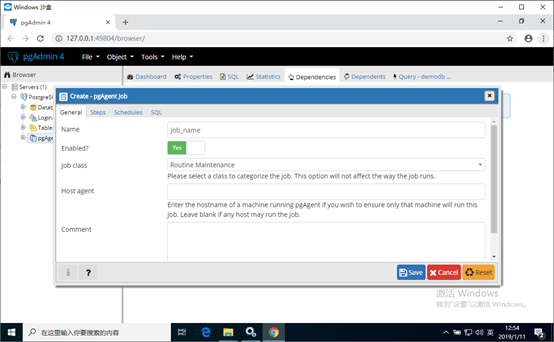 Windows 沙盒
pgAdmin 4
127.0.0.1:49804/browser/
pgAdmin 4 File Object Tools Help
Browser
Dashboard Properties SQL Statistics Dependencies Dependents Query - demodb ...
Servers (1)
PostgreS
Datab
Login
Table
pgAge
Create - pgAgent Job
General Steps Schedules SQL
Name job_name
Enabled? Yes
Job class Routine Maintenance
Please select a class to categorize the job. This option will not affect the way the job runs.
Host agent
Enter the hostname of a machine running pgAgent if you wish to ensure only that machine will run this
job. Leave blank if any host may run the job.
Comment
i ? Save Cancel Reset
激活 Windows
转到"设置"以激活 Windows。
在这里输入你要搜索的内容
英
12:54
2019/1/11
2